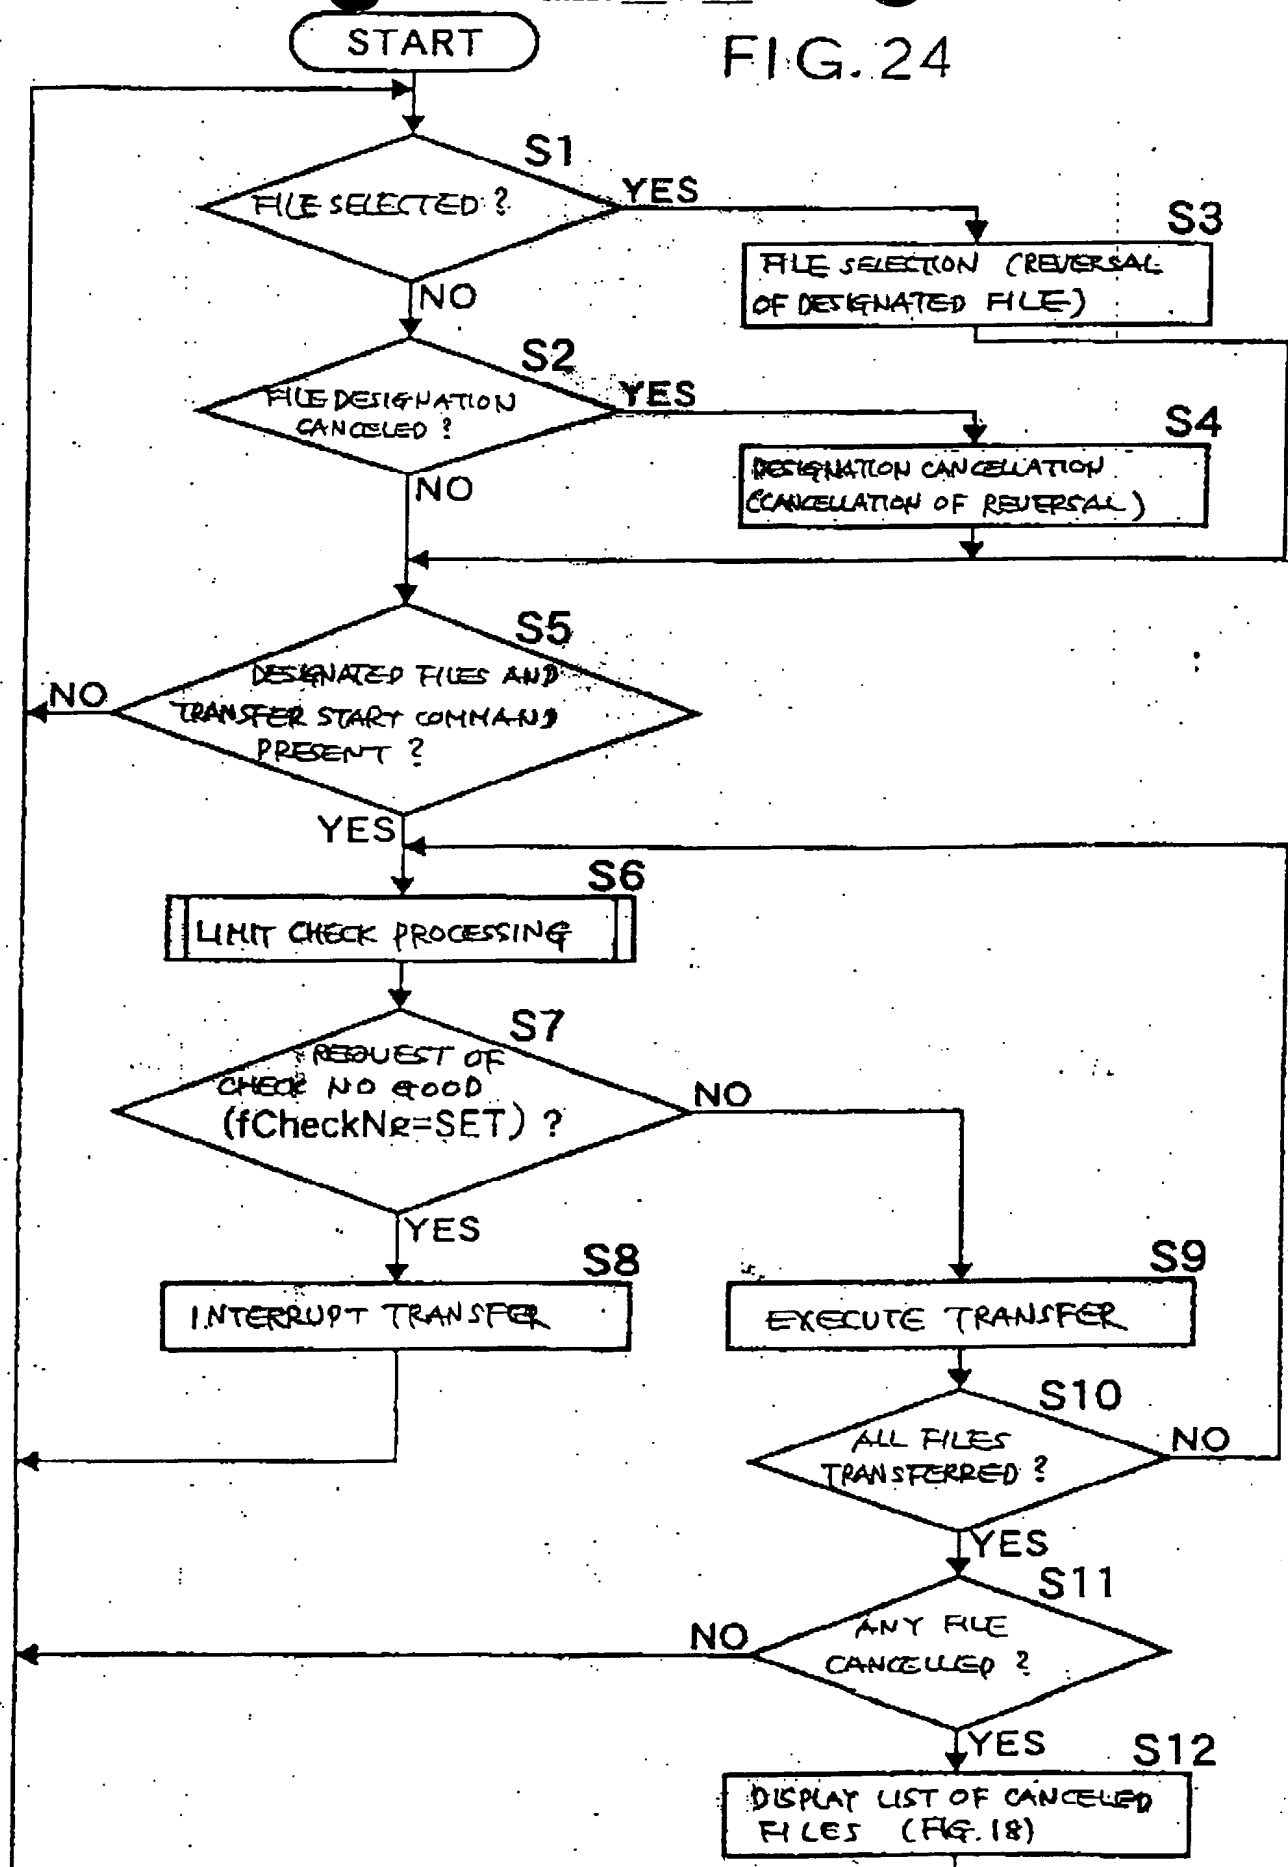 START
FIG. 24
S1
FILE SELECTED ?
YES
NO
S3
FILE SELECTION (REVERSAL
OF DESIGNATED FILE)
S2
FILE DESIGNATION
CANCELED ?
YES
NO
S4
DESIGNATION CANCELLATION
(CANCELLATION OF REVERSAL)
S5
DESIGNATED FILES AND
TRANSFER START COMMAND
PRESENT ?
NO
YES
S6
LIMIT CHECK PROCESSING
S7
REQUEST OF
CHECK NO GOOD
(fCheckNg=SET) ?
NO
YES
S8
INTERRUPT TRANSFER
S9
EXECUTE TRANSFER
S10
ALL FILES
TRANSFERRED ?
NO
YES
S11
ANY FILE
CANCELLED ?
NO
YES
S12
DISPLAY LIST OF CANCELED
FILES (FIG. 18)